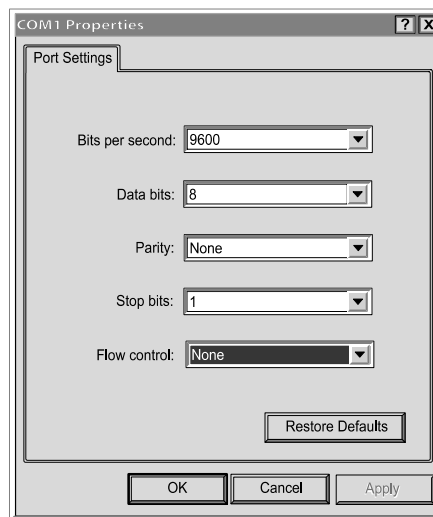 COM1 Properties ? X
Port Settings
Bits per second: 9600
Data bits: 8
Parity: None
Stop bits: 1
Flow control: None
Restore Defaults
OK Cancel Apply